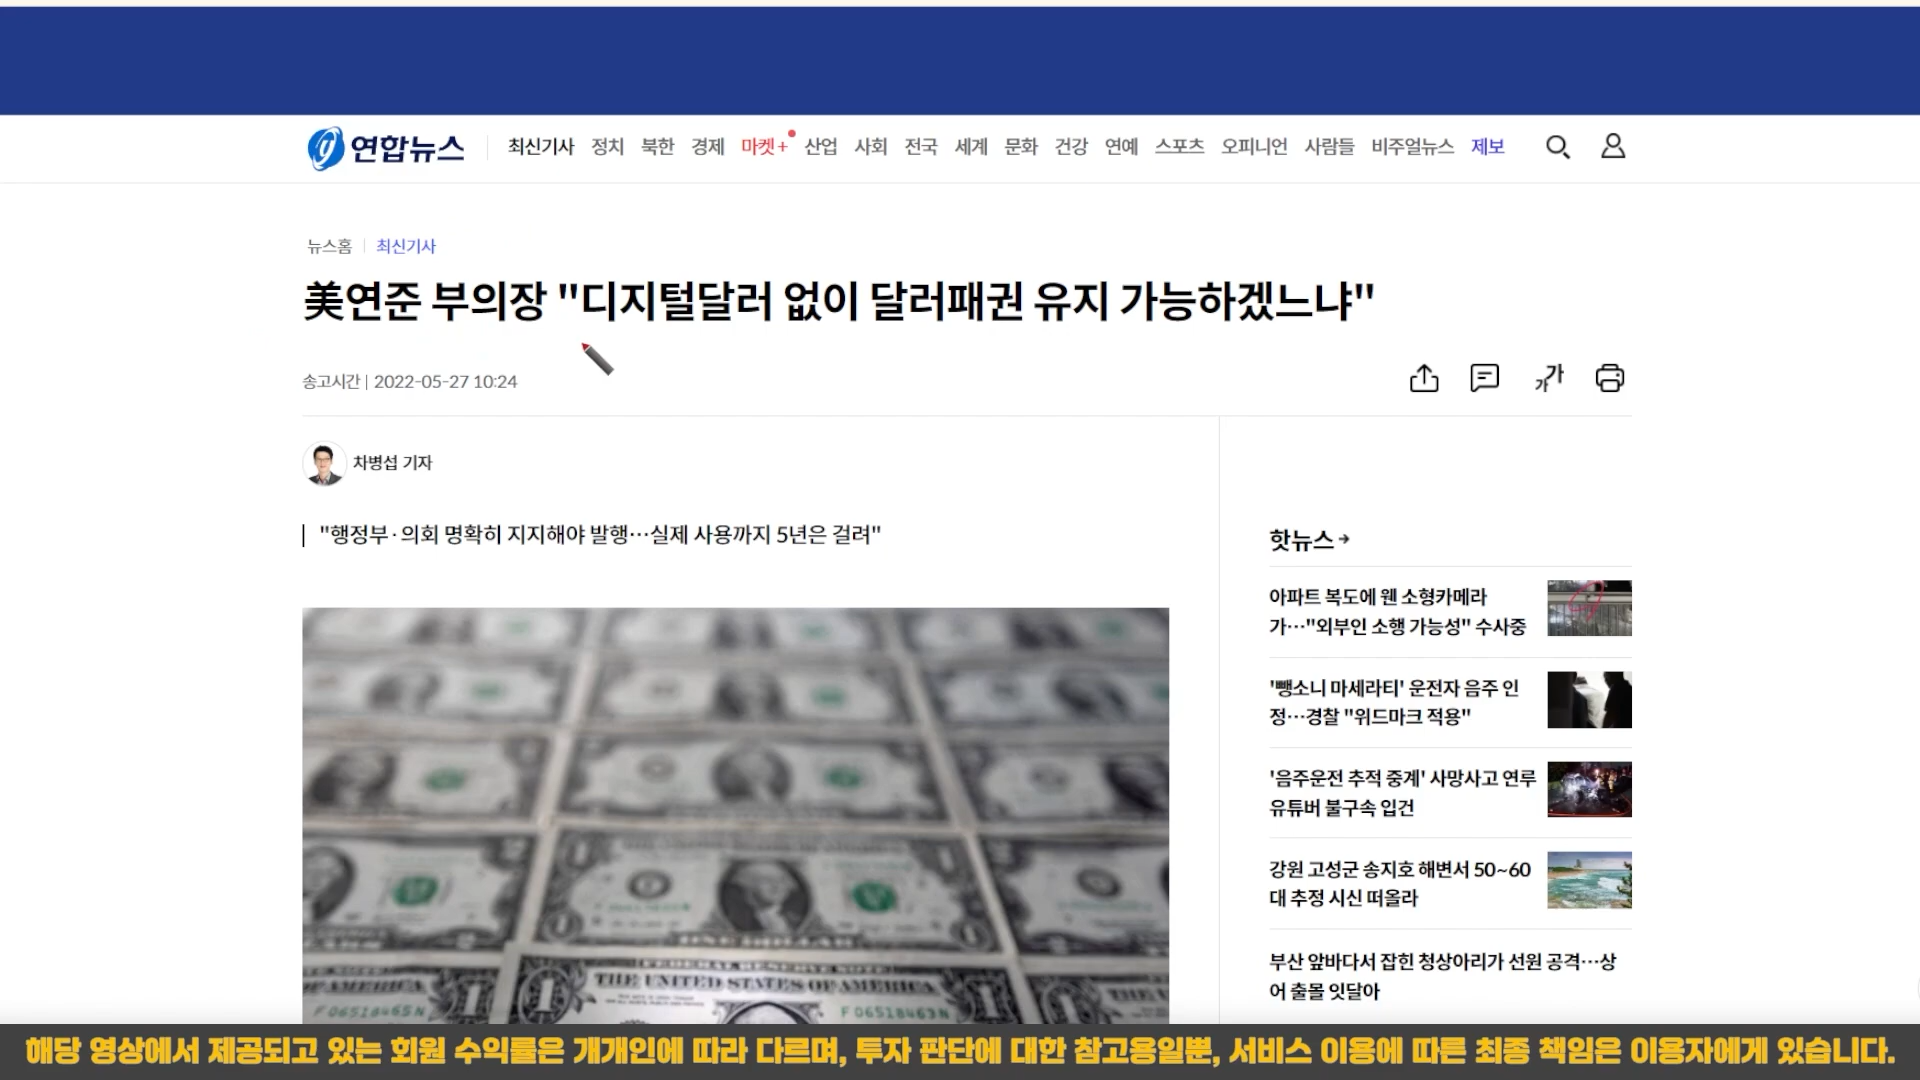 연합뉴스
최신기사 정치 북한 경제 마켓+ 산업 사회 전국 세계 문화 건강 연예 스포츠 오피니언 사람들 비주얼뉴스 제보
뉴스홈 | 최신기사
美연준 부의장 "디지털달러 없이 달러패권 유지 가능하겠느냐"
송고시간 | 2022-05-27 10:24
가가
차병섭 기자
"행정부·의회 명확히 지지해야 발행…실제 사용까지 5년은 걸려"
핫뉴스
아파트 복도에 웬 소형카메라
가…"외부인 소행 가능성" 수사중
'뺑소니 마세라티' 운전자 음주 인
정…경찰 "위드마크 적용"
'음주운전 추적 중계' 사망사고 연루
유튜버 불구속 입건
강원 고성군 송지호 해변서 50~60
대 추정 시신 떠올라
부산 앞바다서 잡힌 청상아리가 선원 공격…상
어 출몰 잇달아
FEDERAL RESERVE NOTE
THE UNITED STATES OF AMERICA
해당 영상에서 제공되고 있는 회원 수익률은 개개인에 따라 다르며, 투자 판단에 대한 참고용일뿐, 서비스 이용에 따른 최종 책임은 이용자에게 있습니다.